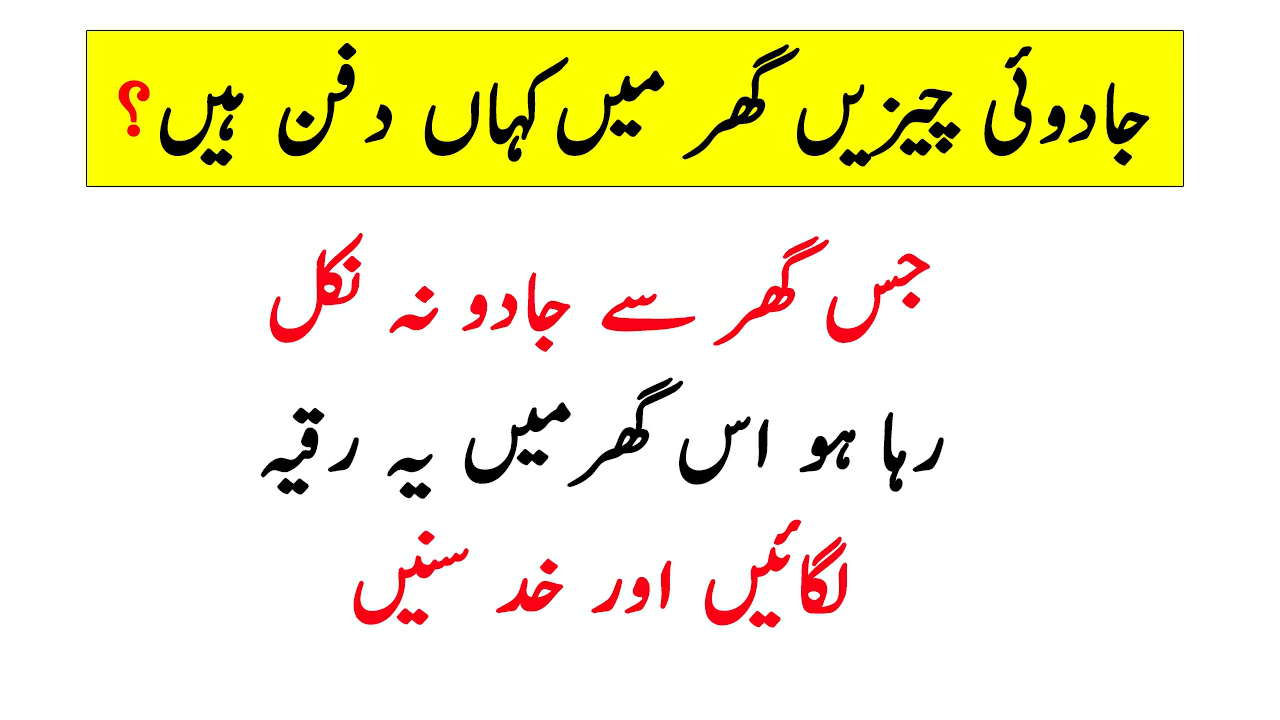 جادوئی چیزیں گھر میں کہاں دفن ہیں؟
جس گھر سے جادو نہ نکل
رہا ہو اس گھر میں یہ رقیہ
لگائیں اور خد سنیں